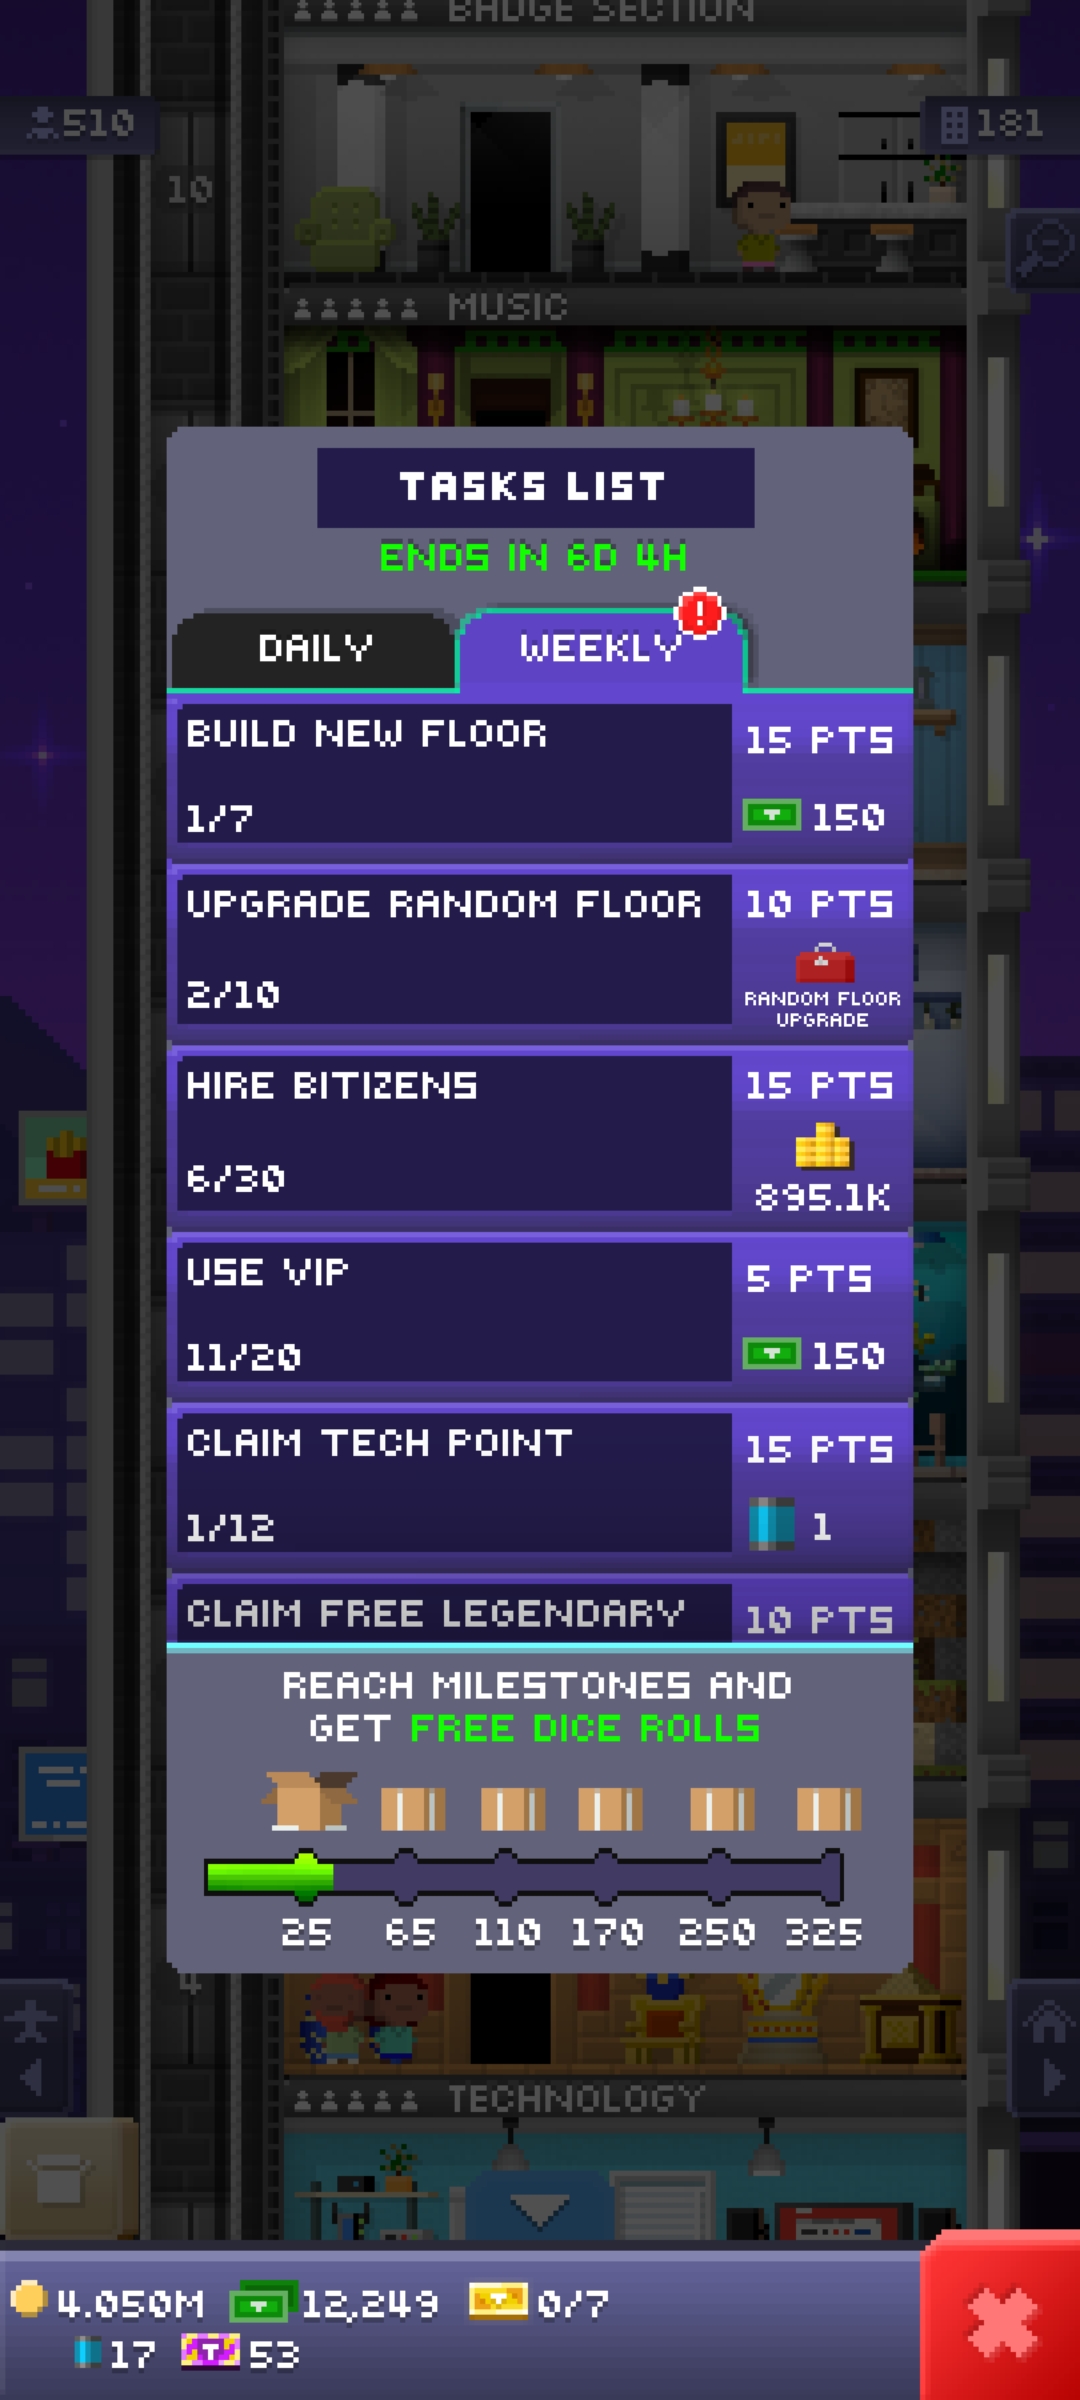 BADGE SECTION
510
181
10
MUSIC
TASKS LIST
ENDS IN 6D 4H
DAILY
WEEKLY
!
BUILD NEW FLOOR
15 PTS
1/7
150
UPGRADE RANDOM FLOOR
10 PTS
2/10
RANDOM FLOOR
UPGRADE
HIRE BITIZENS
15 PTS
6/30
895.1K
USE VIP
5 PTS
11/20
150
CLAIM TECH POINT
15 PTS
1/12
1
CLAIM FREE LEGENDARY
10 PTS
REACH MILESTONES AND
GET FREE DICE ROLLS
25 65 110 170 250 325
4
TECHNOLOGY
4.050M 12,249 0/7
17 53